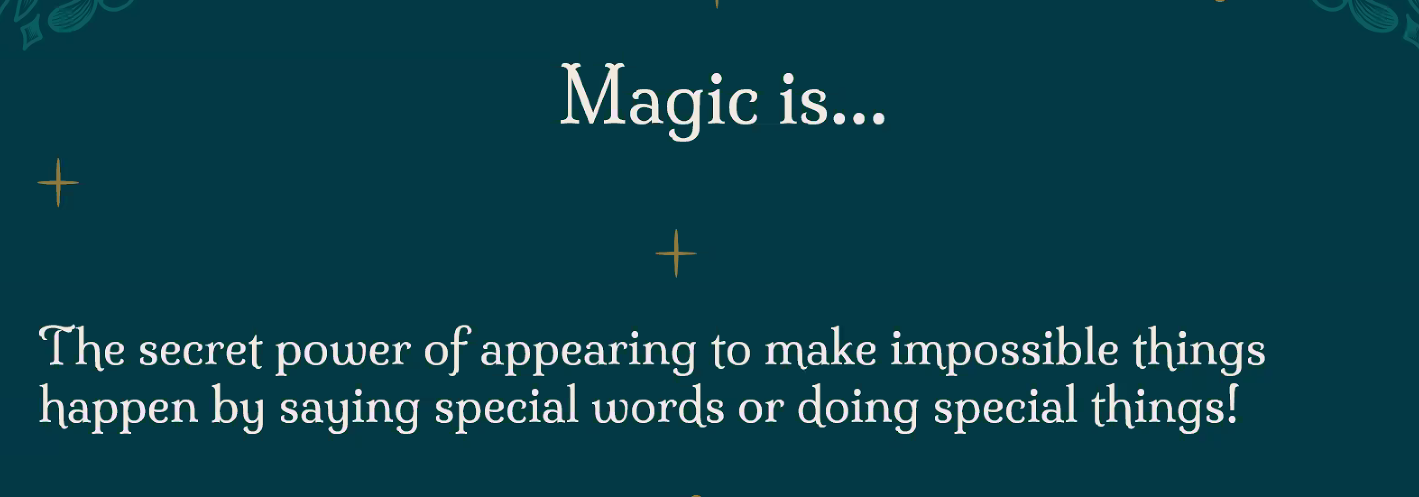 Magic is...
The secret power of appearing to make impossible things
happen by saying special words or doing special things!